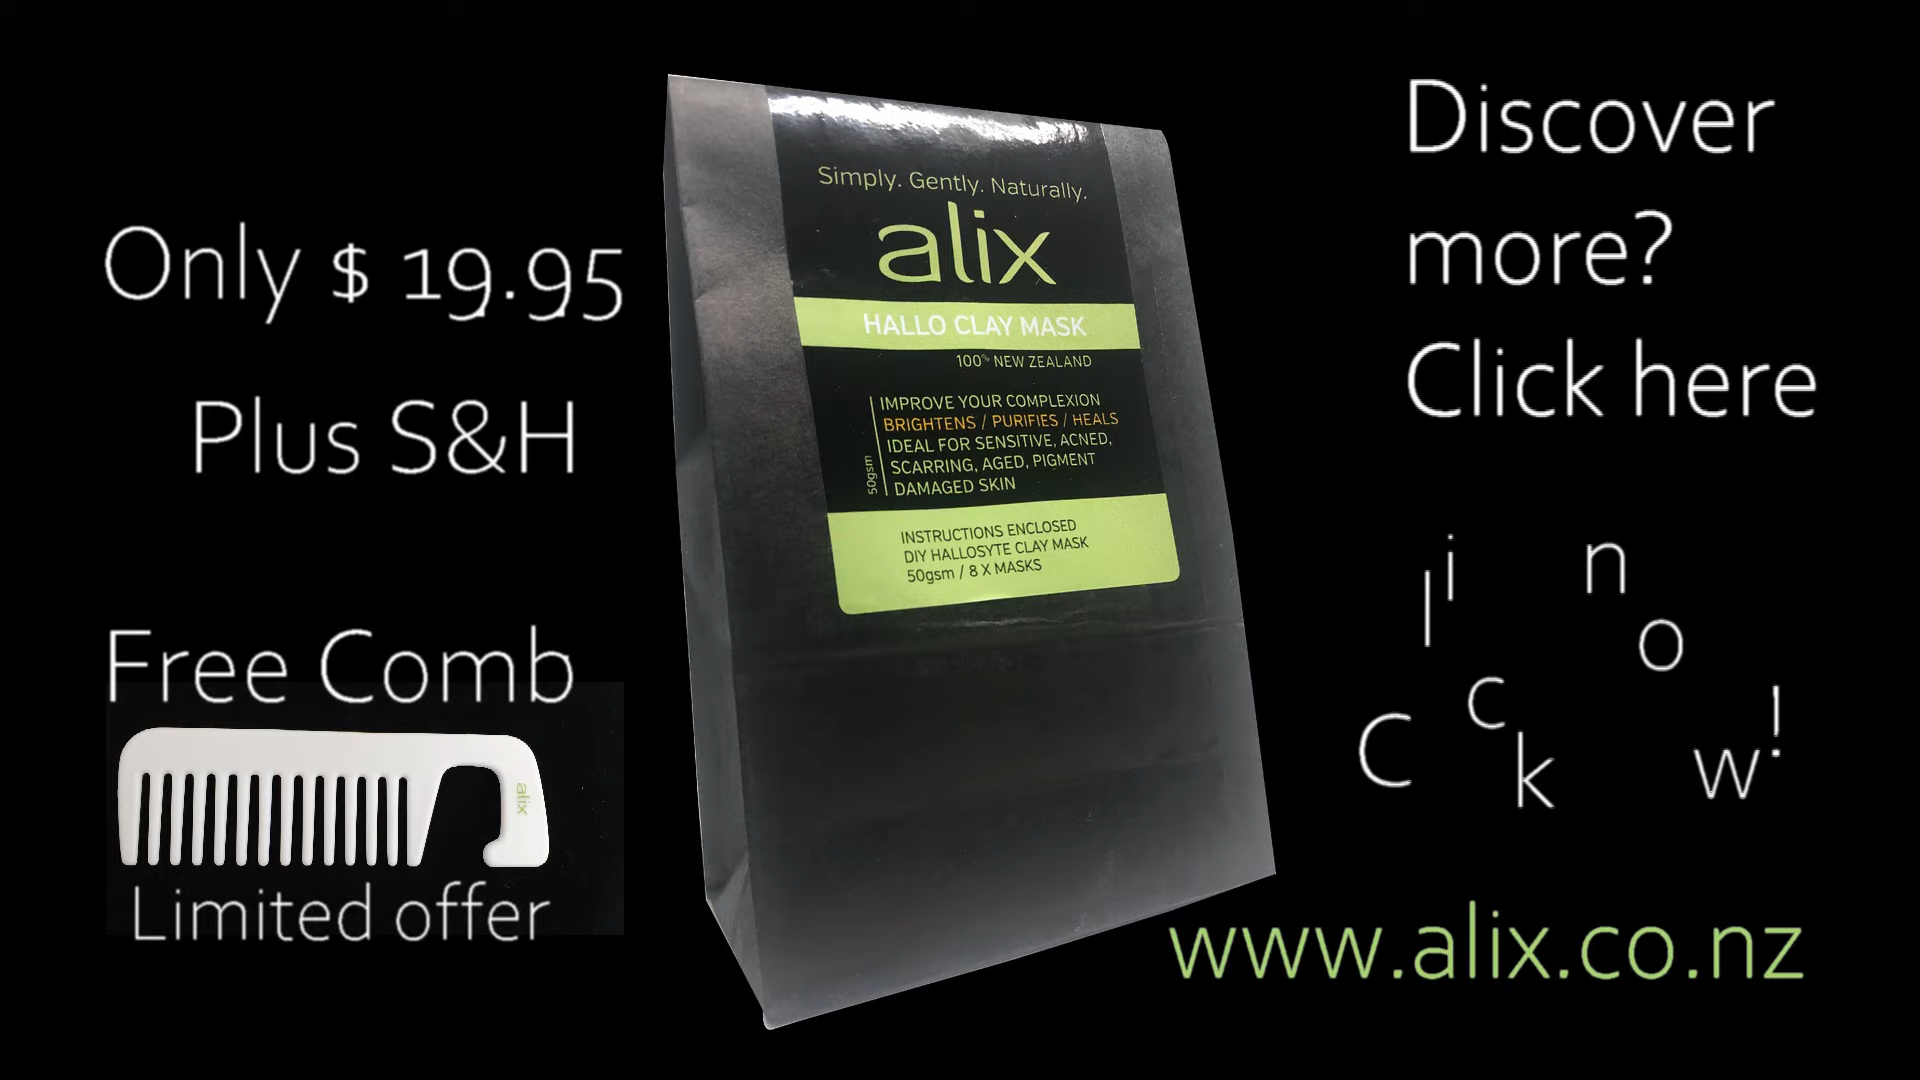 Only $ 19.95
Plus S&H
Free Comb
alix
Limited offer
Simply. Gently. Naturally.
alix
HALLO CLAY MASK
100% NEW ZEALAND
IMPROVE YOUR COMPLEXION
BRIGHTENS / PURIFIES / HEALS
IDEAL FOR SENSITIVE, ACNED,
SCARRING, AGED, PIGMENT
DAMAGED SKIN
50gsm
INSTRUCTIONS ENCLOSED
DIY HALLOSYTE CLAY MASK
50gsm / 8 X MASKS
Discover
more?
Click here
Click now!
www.alix.co.nz